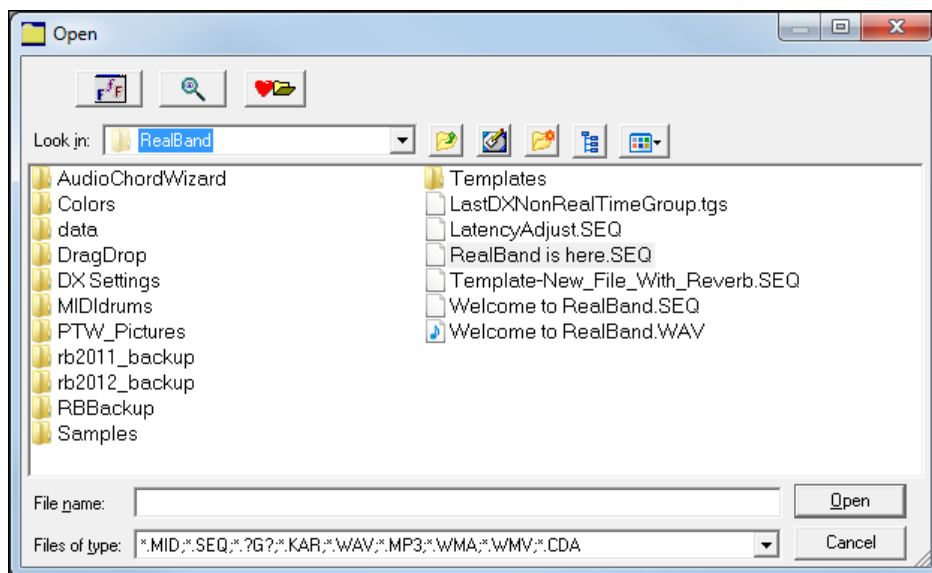 Open
F f F
Look in: RealBand
AudioChordWizard
Colors
data
DragDrop
DX Settings
MIDIdrums
PTW_Pictures
rb2011_backup
rb2012_backup
RBBackup
Samples
Templates
LastDXNonRealTimeGroup.tgs
LatencyAdjust.SEQ
RealBand is here.SEQ
Template-New_File_With_Reverb.SEQ
Welcome to RealBand.SEQ
Welcome to RealBand.WAV
File name:
Open
Files of type: *.MID;*.SEQ;*.?G?;*.KAR;*.WAV;*.MP3;*.WMA;*.WMV;*.CDA
Cancel